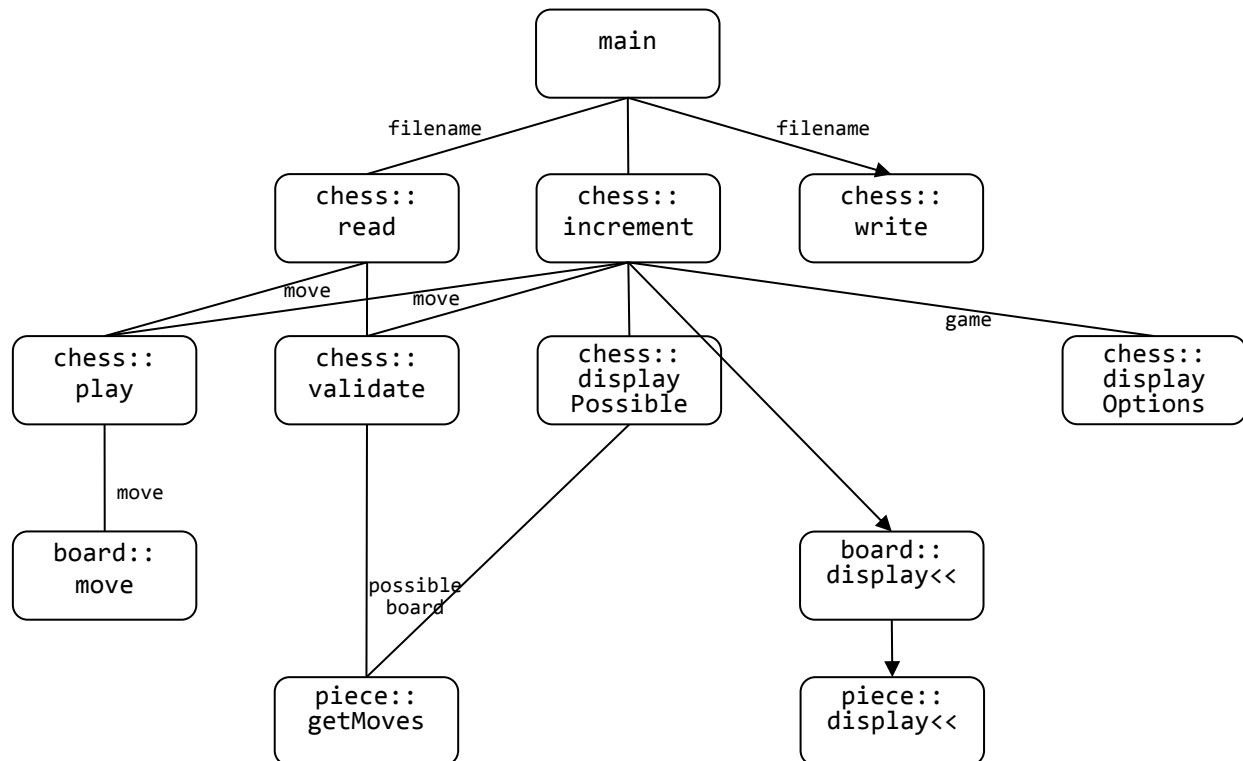 main
filename
filename
chess::
read
chess::
increment
chess::
write
move
move
game
chess::
play
chess::
validate
chess::
display
Possible
chess::
display
Options
move
board::
move
possible
board
board::
display<<
piece::
getMoves
piece::
display<<